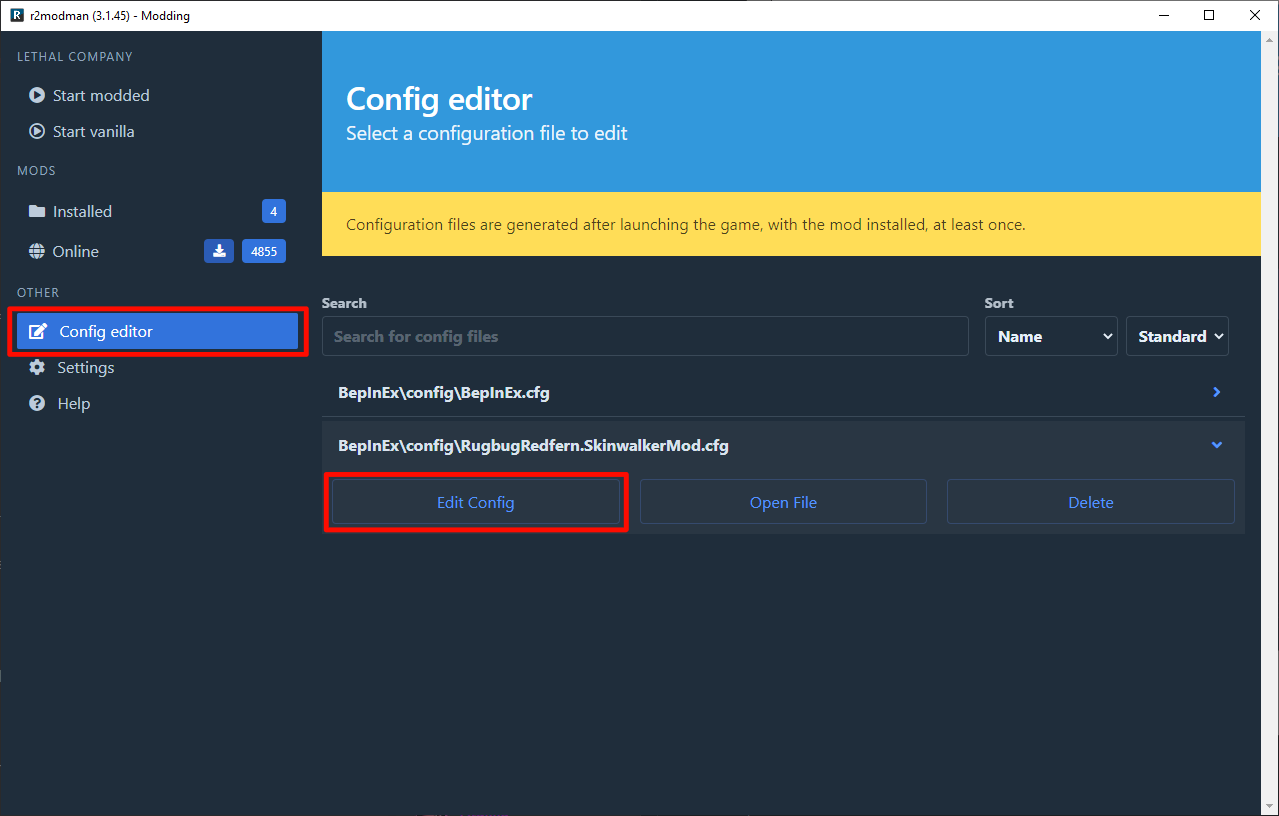 R r2modman (3.1.45) - Modding
LETHAL COMPANY
Start modded
Start vanilla
MODS
Installed 4
Online 4855
OTHER
Config editor
Settings
? Help
Config editor
Select a configuration file to edit
Configuration files are generated after launching the game, with the mod installed, at least once.
Search
Search for config files
Sort
Name Standard
BepInEx\config\BepInEx.cfg
BepInEx\config\RugbugRedfern.SkinwalkerMod.cfg
Edit Config Open File Delete